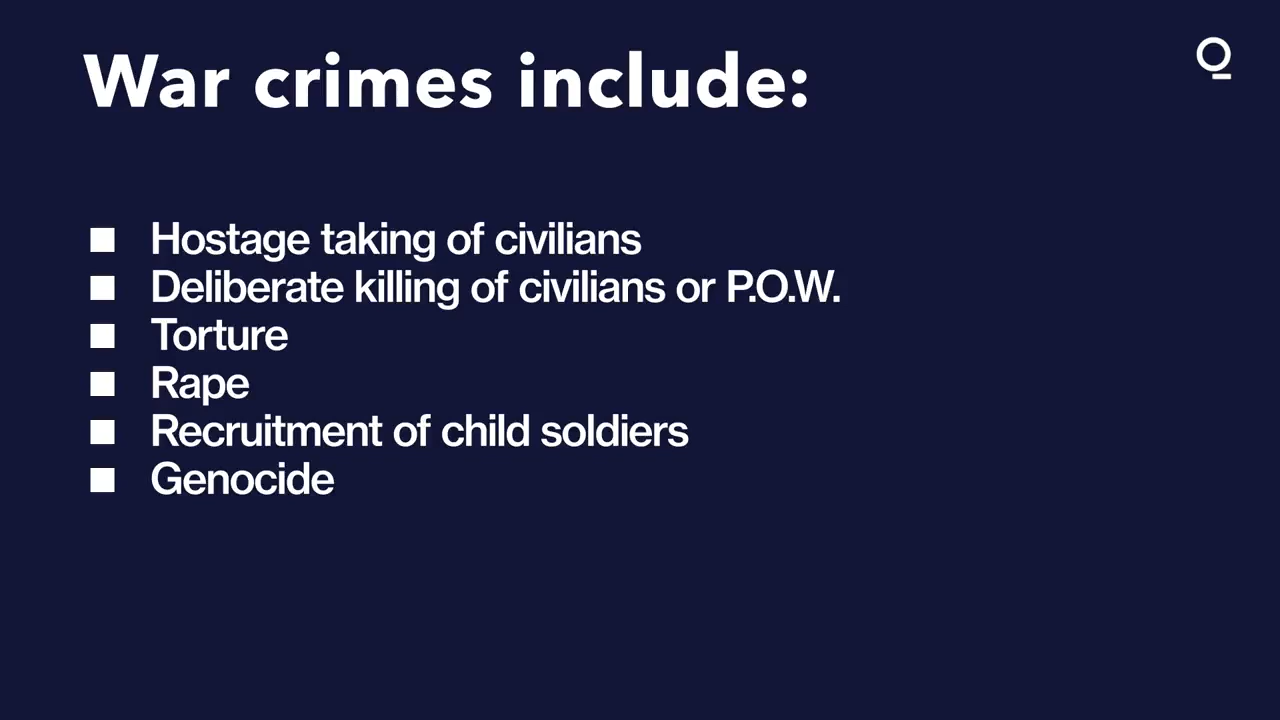 War crimes include:
Hostage taking of civilians
Deliberate killing of civilians or P.O.W.
Torture
Rape
Recruitment of child soldiers
Genocide